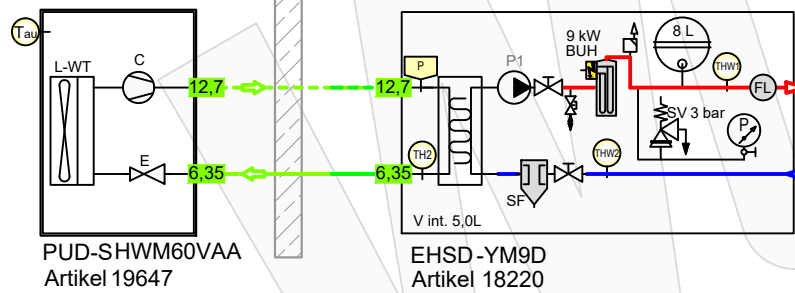 Tau
L-WT
C
12,7
E
6,35
PUD-SHWM60VAA
Artikel 19647
12,7
P
P1
9 kW
BUH
8 L
THW1
FL
SV 3 bar
P
6,35
TH2
SF
THW2
V int. 5,0L
EHSD-YM9D
Artikel 18220